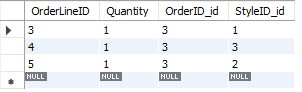 OrderLineID Quantity OrderID_id StyleID_id
3 1 3 1
4 1 3 3
5 1 3 2
NULL NULL NULL NULL